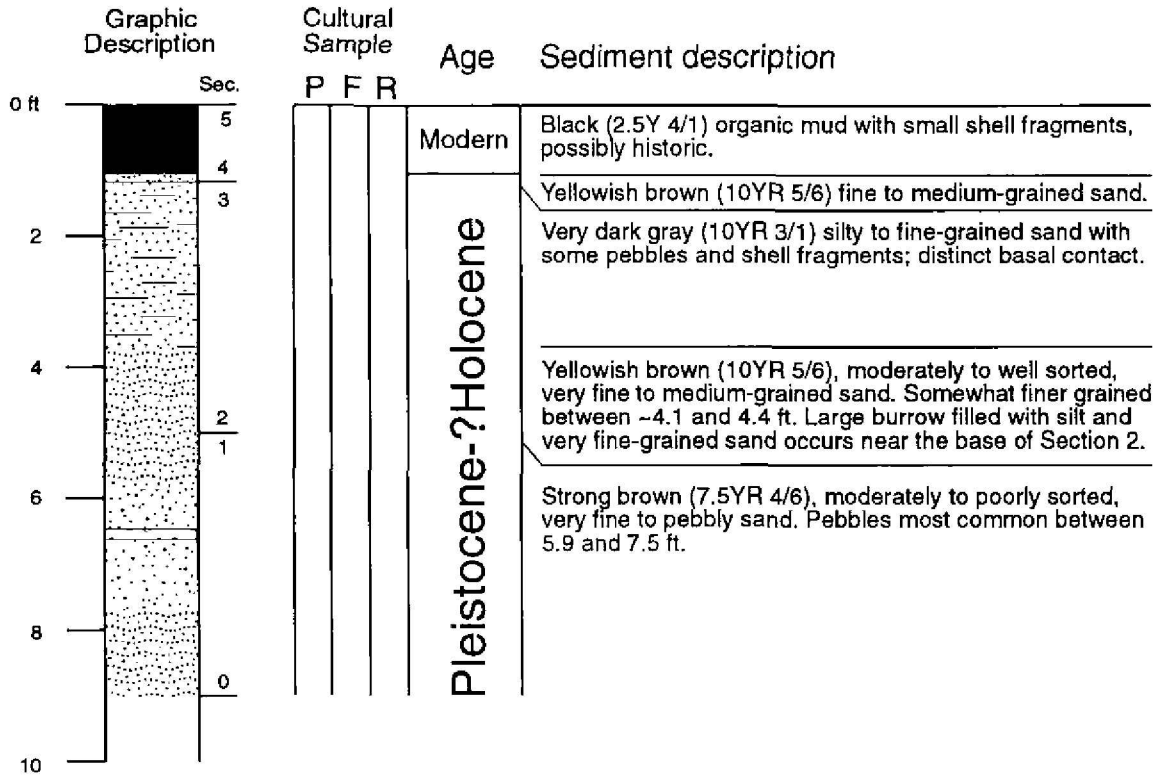 Graphic
Description
Cultural
Sample
Age
Sediment description
Sec.
P F R
0 ft
5
Modern
Black (2.5Y 4/1) organic mud with small shell fragments,
possibly historic.
4
Yellowish brown (10YR 5/6) fine to medium-grained sand.
3
2
Very dark gray (10YR 3/1) silty to fine-grained sand with
some pebbles and shell fragments; distinct basal contact.
Pleistocene-?Holocene
4
Yellowish brown (10YR 5/6), moderately to well sorted,
very fine to medium-grained sand. Somewhat finer grained
between ~4.1 and 4.4 ft. Large burrow filled with silt and
very fine-grained sand occurs near the base of Section 2.
2
1
6
Strong brown (7.5YR 4/6), moderately to poorly sorted,
very fine to pebbly sand. Pebbles most common between
5.9 and 7.5 ft.
8
0
10